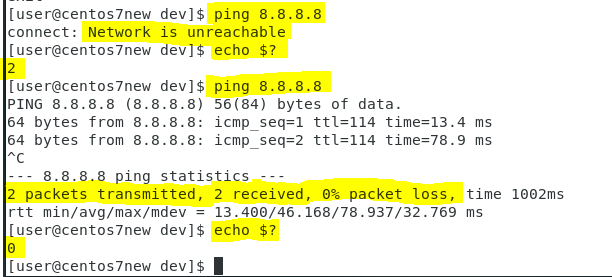 [user@centos7new dev]$ ping 8.8.8.8
connect: Network is unreachable
[user@centos7new dev]$ echo $?
2
[user@centos7new dev]$ ping 8.8.8.8
PING 8.8.8.8 (8.8.8.8) 56(84) bytes of data.
64 bytes from 8.8.8.8: icmp_seq=1 ttl=114 time=13.4 ms
64 bytes from 8.8.8.8: icmp_seq=2 ttl=114 time=78.9 ms
^C
--- 8.8.8.8 ping statistics ---
2 packets transmitted, 2 received, 0% packet loss, time 1002ms
rtt min/avg/max/mdev = 13.400/46.168/78.937/32.769 ms
[user@centos7new dev]$ echo $?
0
[user@centos7new dev]$